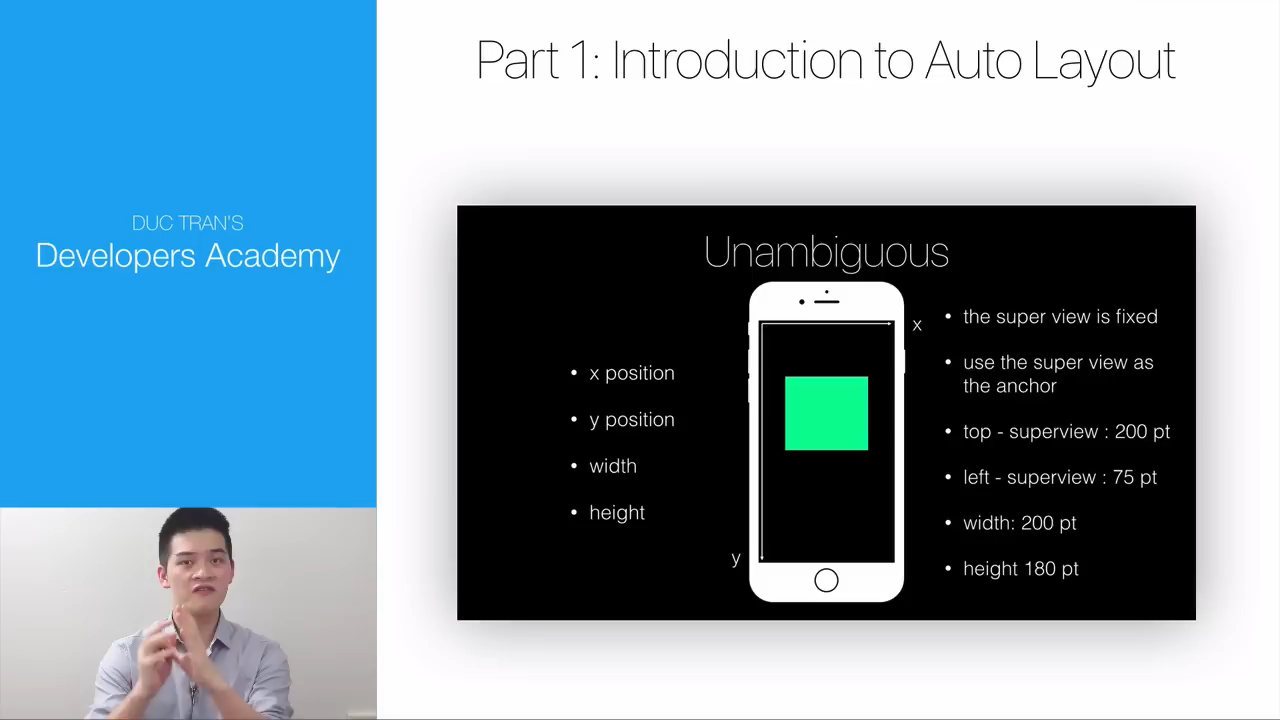 Part 1: Introduction to Auto Layout
DUC TRAN'S
Developers Academy
Unambiguous
• x position
• y position
• width
• height
x
y
• the super view is fixed
• use the super view as
the anchor
• top - superview : 200 pt
• left - superview : 75 pt
• width: 200 pt
• height 180 pt